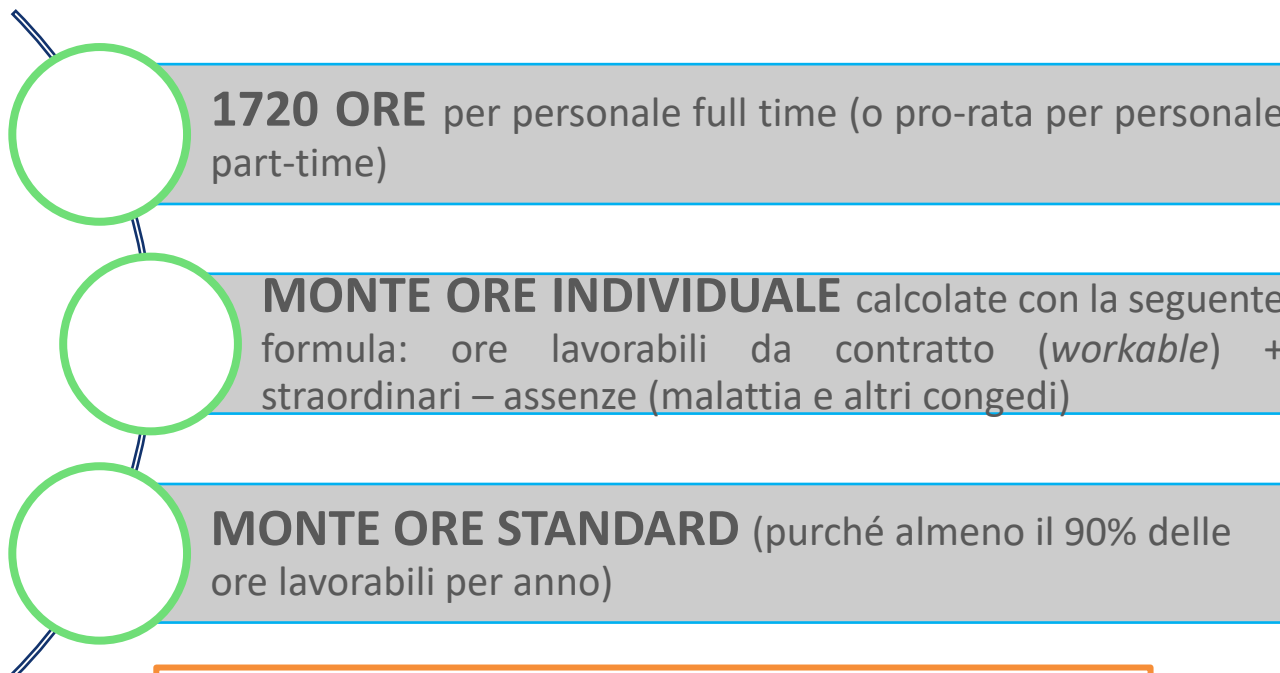 1720 ORE per personale full time (o pro-rata per personale
part-time)
MONTE ORE INDIVIDUALE calcolate con la seguente
formula: ore lavorabili da contratto (workable) +
straordinari – assenze (malattia e altri congedi)
MONTE ORE STANDARD (purché almeno il 90% delle
ore lavorabili per anno)